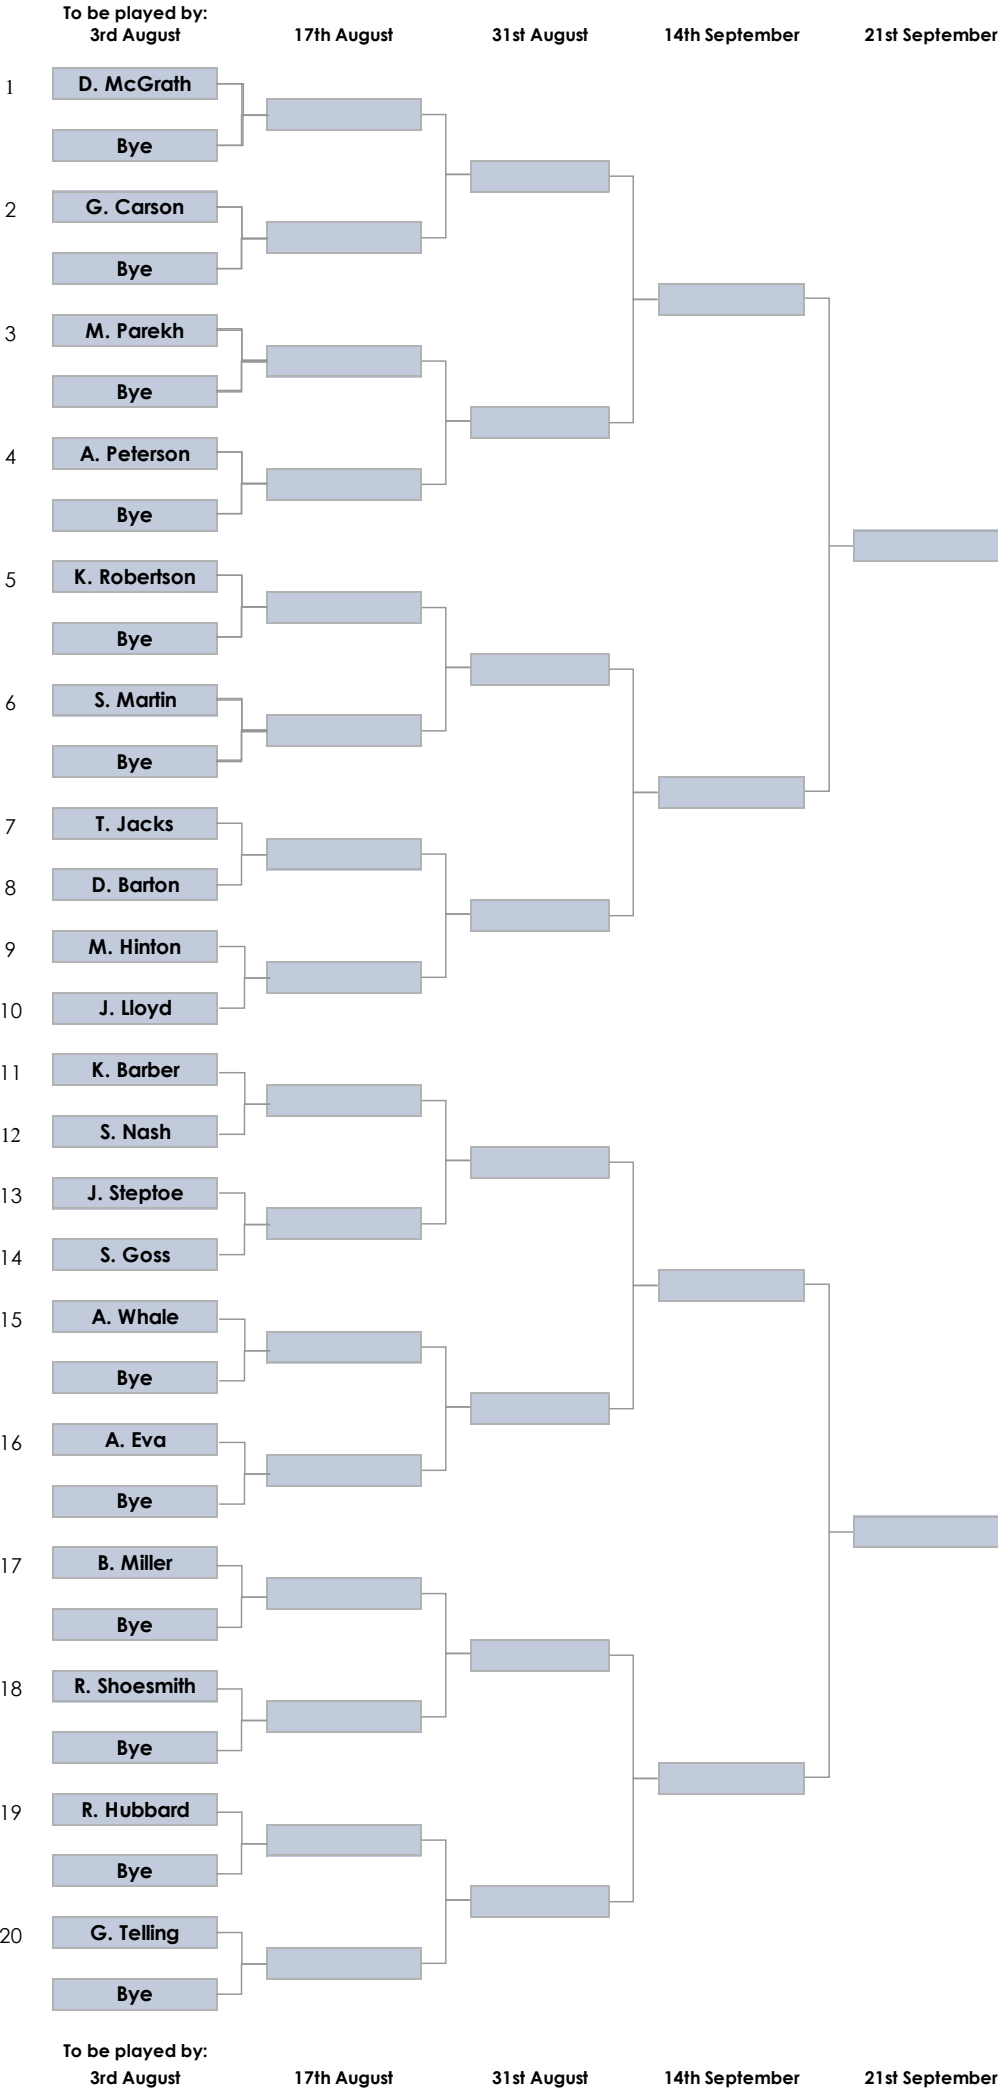 To be played by:
3rd August 17th August 31st August 14th September 21st September
1 D. McGrath
Bye
2 G. Carson
Bye
3 M. Parekh
Bye
4 A. Peterson
Bye
5 K. Robertson
Bye
6 S. Martin
Bye
7 T. Jacks
8 D. Barton
9 M. Hinton
10 J. Lloyd
11 K. Barber
12 S. Nash
13 J. Steptoe
14 S. Goss
15 A. Whale
Bye
16 A. Eva
Bye
17 B. Miller
Bye
18 R. Shoesmith
Bye
19 R. Hubbard
Bye
20 G. Telling
Bye
To be played by:
3rd August 17th August 31st August 14th September 21st September